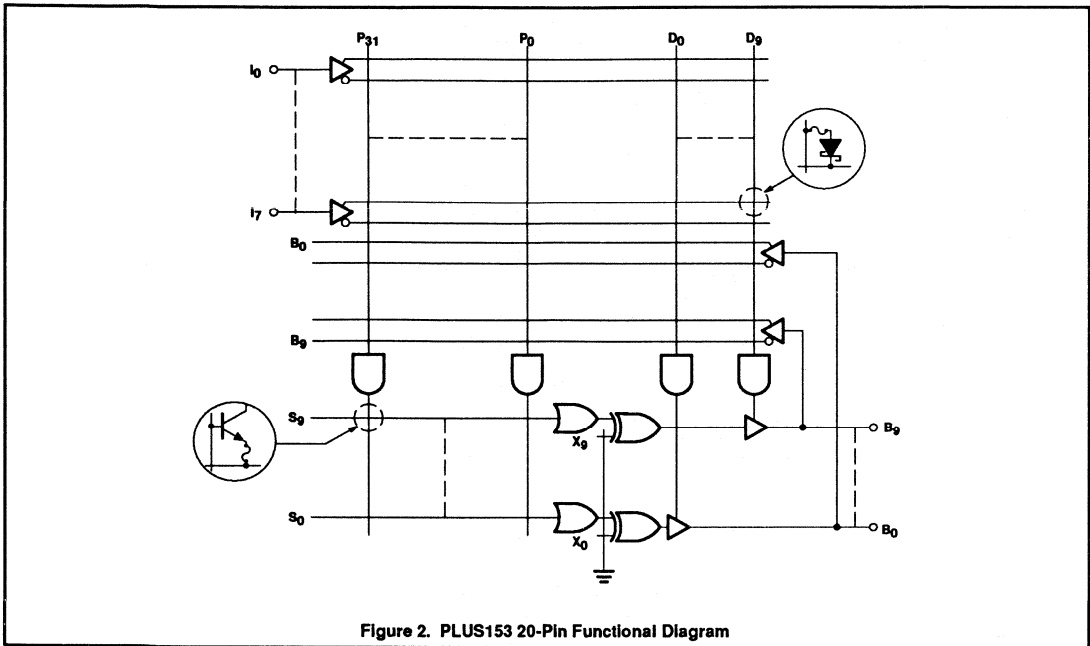 P31 P0 D0 D9
I0
I7
B0
B9
S9
X9
B9
S0
X0
B0
Figure 2. PLUS153 20-Pin Functional Diagram